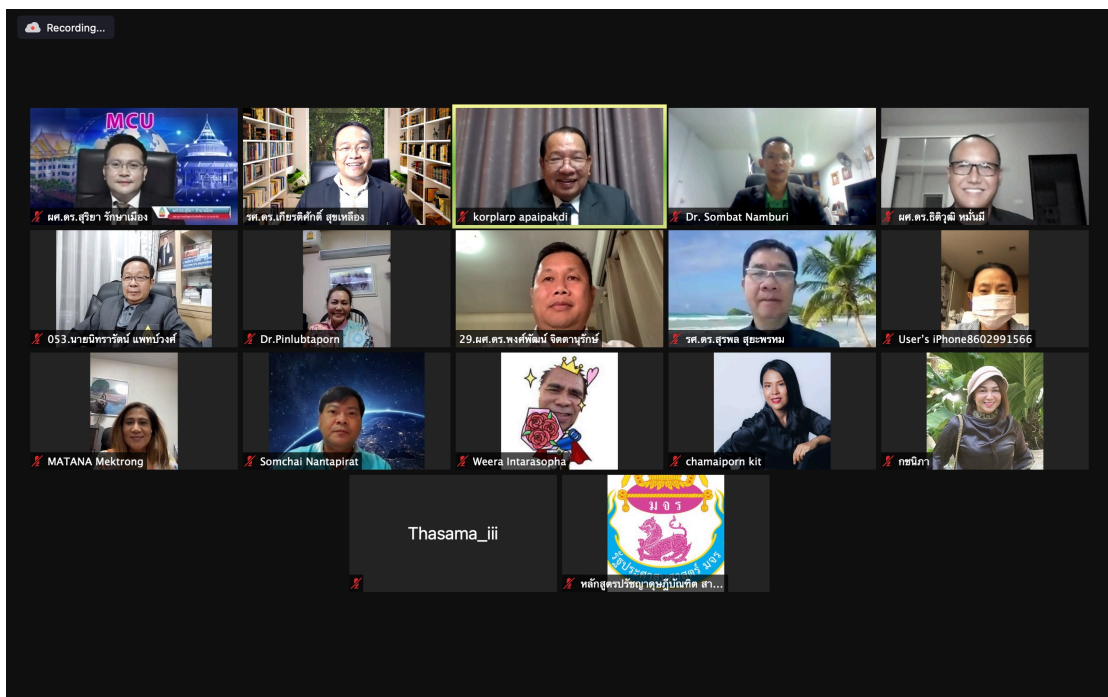 Recording...
MCU
ผศ.ดร.สุริยา รักษาเมือง
รศ.ดร.เกียรติศักดิ์ สุขเหลือง
korplarp apaipakdi
Dr. Sombat Namburi
ผศ.ดร.ธิติวุฒิ หมั่นมี
053.นายนิทรารัตน์ แพทย์วงศ์
Dr.Pinlubtaporn
29.ผศ.ดร.พงศ์พัฒน์ จิตตานุรักษ์
รศ.ดร.สุรพล สุยะพรหม
User's iPhone8602991566
MATANA Mektrong
Somchai Nantapirat
Weera Intarasopha
chamaiporn kit
กชนิภา
Thasama_iii
ม จ ร
หลักสูตรปรัชญาดุษฎีบัณฑิต สา...